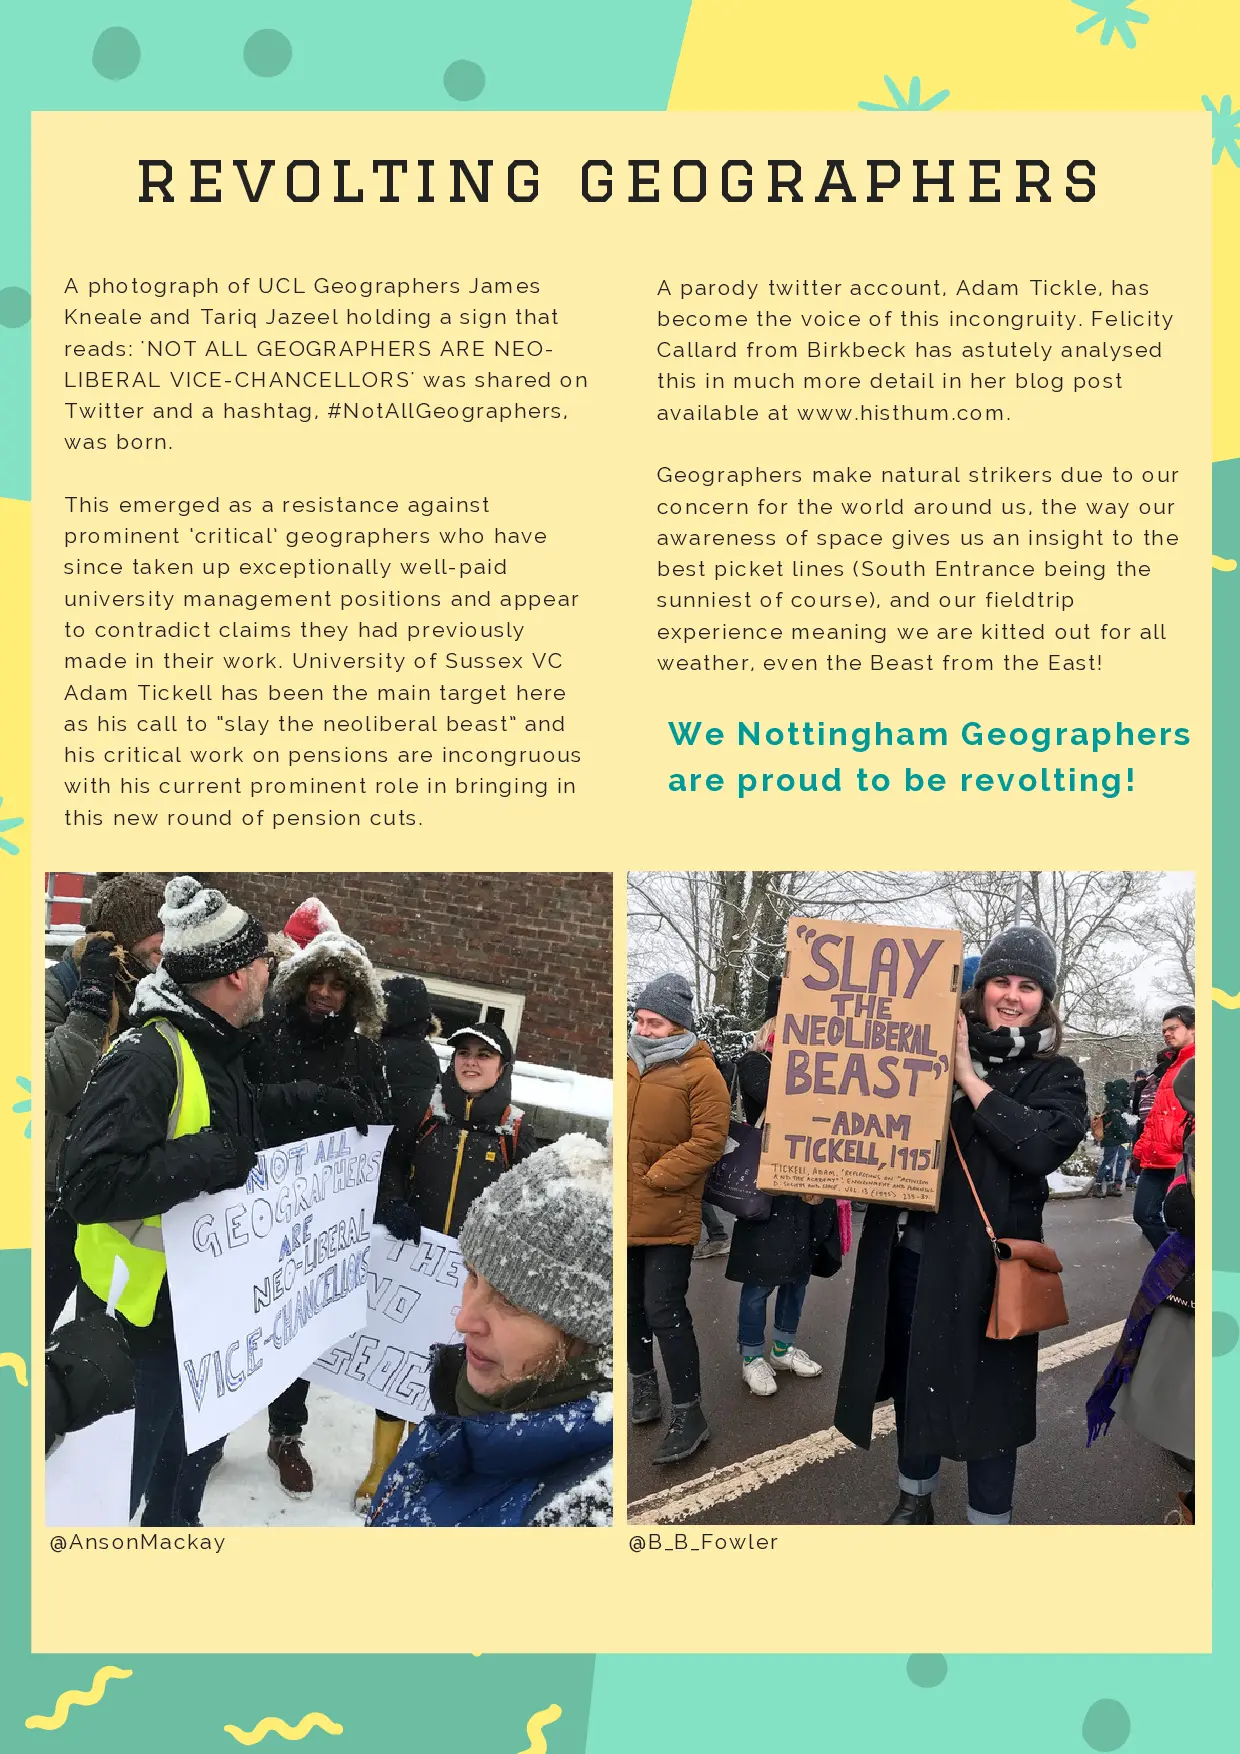 REVOLTING GEOGRAPHERS
A photograph of UCL Geographers James
Kneale and Tariq Jazeel holding a sign that
reads: 'NOT ALL GEOGRAPHERS ARE NEO-
LIBERAL VICE-CHANCELLORS' was shared on
Twitter and a hashtag, #NotAllGeographers,
was born.
This emerged as a resistance against
prominent 'critical' geographers who have
since taken up exceptionally well-paid
university management positions and appear
to contradict claims they had previously
made in their work. University of Sussex VC
Adam Tickell has been the main target here
as his call to "slay the neoliberal beast" and
his critical work on pensions are incongruous
with his current prominent role in bringing in
this new round of pension cuts.
A parody twitter account, Adam Tickle, has
become the voice of this incongruity. Felicity
Callard from Birkbeck has astutely analysed
this in much more detail in her blog post
available at www.histhum.com.
Geographers make natural strikers due to our
concern for the world around us, the way our
awareness of space gives us an insight to the
best picket lines (South Entrance being the
sunniest of course), and our fieldtrip
experience meaning we are kitted out for all
weather, even the Beast from the East!
We Nottingham Geographers
are proud to be revolting!
NOT ALL
GEOGRAPHERS
ARE
NEO-LIBERAL
VICE-CHANCELLORS
THE
NO
GEOG
"SLAY
THE
NEOLIBERAL
BEAST"
—ADAM
TICKELL, 1995
TICKELL, ADAM. "REFLECTIONS ON "ACTIVISM
AND THE ACADEMY"". ENVIRONMENT AND PLANNING
D: SOCIETY AND SPACE. VOL. 13 (1995) 235-37.
www.
@AnsonMackay
@B_B_Fowler